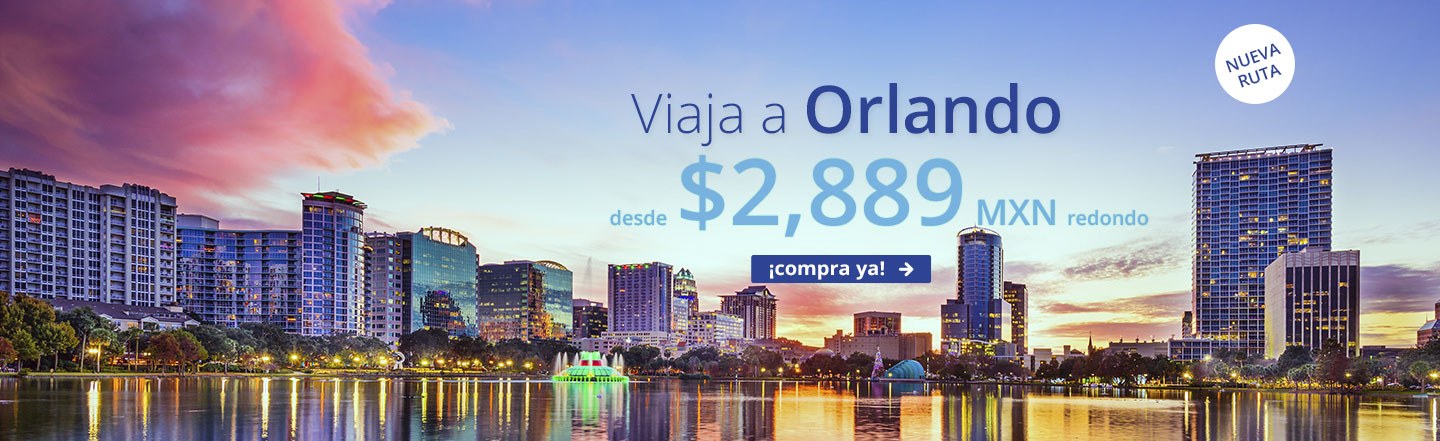 NUEVA
RUTA
Viaja a Orlando
desde $2,889 MXN redondo
¡compra ya! →